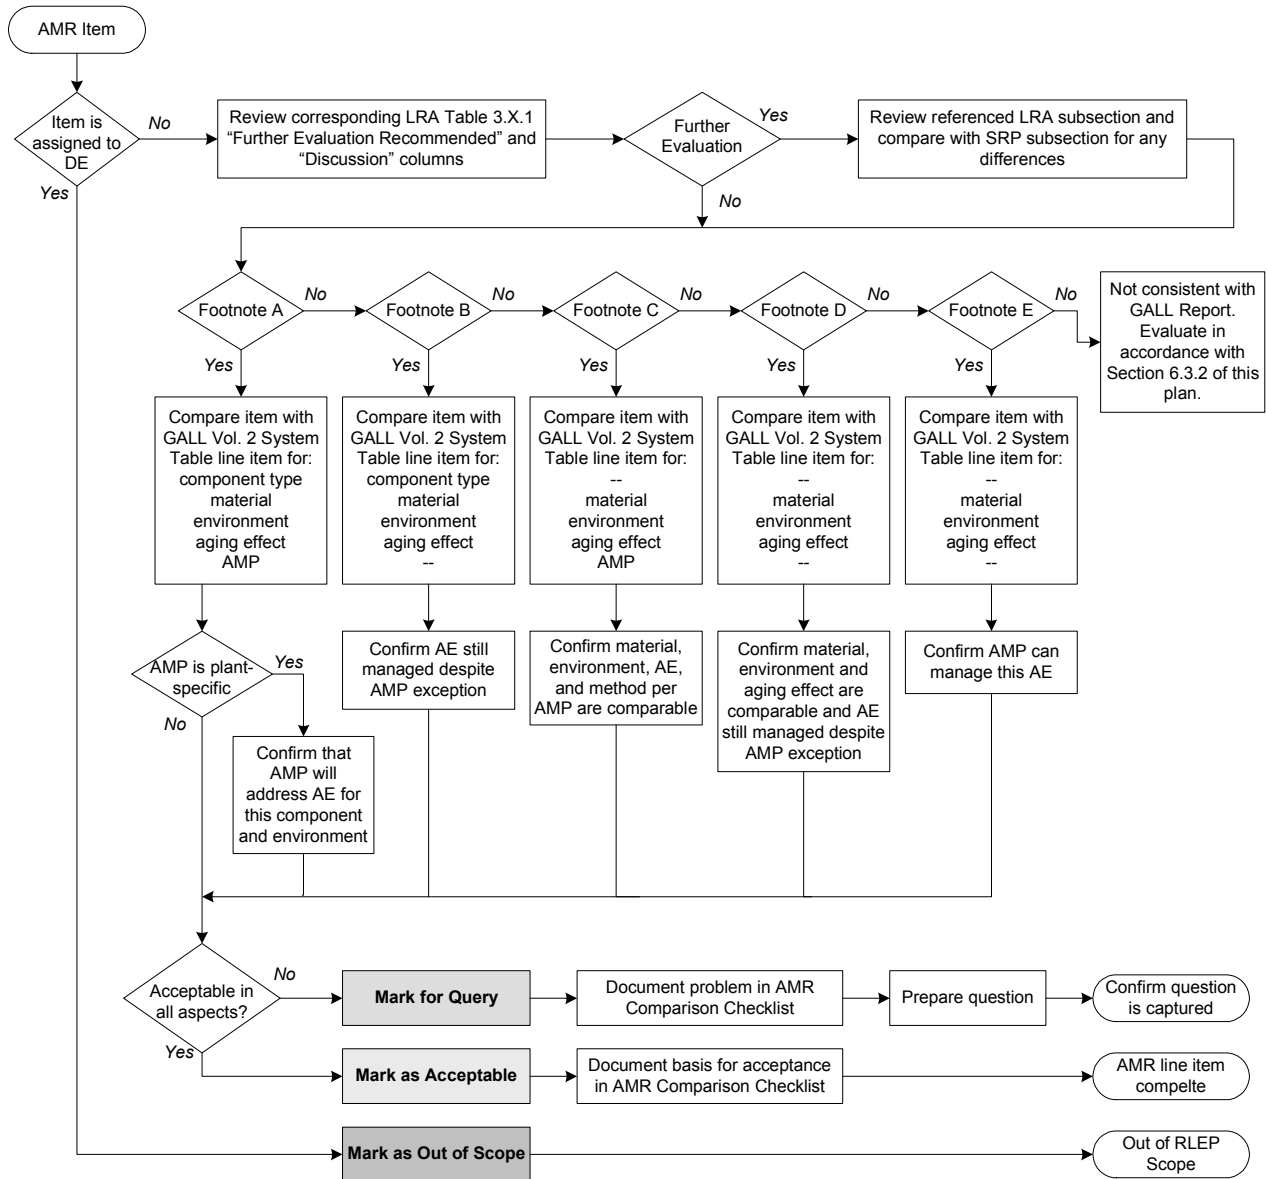 AMR Item
Item is
assigned to
DE
No
Yes
Review corresponding LRA Table 3.X.1
“Further Evaluation Recommended” and
“Discussion” columns
Further
Evaluation
Yes
No
Review referenced LRA subsection and
compare with SRP subsection for any
differences
Footnote A
No
Yes
Footnote B
No
Yes
Footnote C
No
Yes
Footnote D
No
Yes
Footnote E
No
Yes
Not consistent with
GALL Report.
Evaluate in
accordance with
Section 6.3.2 of this
plan.
Compare item with
GALL Vol. 2 System
Table line item for:
component type
material
environment
aging effect
AMP
Compare item with
GALL Vol. 2 System
Table line item for:
component type
material
environment
aging effect
--
Compare item with
GALL Vol. 2 System
Table line item for:
--
material
environment
aging effect
AMP
Compare item with
GALL Vol. 2 System
Table line item for:
--
material
environment
aging effect
--
Compare item with
GALL Vol. 2 System
Table line item for:
--
material
environment
aging effect
--
AMP is plant-
specific
Yes
No
Confirm that
AMP will
address AE for
this component
and environment
Confirm AE still
managed despite
AMP exception
Confirm material,
environment, AE,
and method per
AMP are comparable
Confirm material,
environment and
aging effect are
comparable and AE
still managed despite
AMP exception
Confirm AMP can
manage this AE
Acceptable in
all aspects?
No
Yes
Mark for Query
Document problem in AMR
Comparison Checklist
Prepare question
Confirm question
is captured
Mark as Acceptable
Document basis for acceptance
in AMR Comparison Checklist
AMR line item
compelte
Mark as Out of Scope
Out of RLEP
Scope